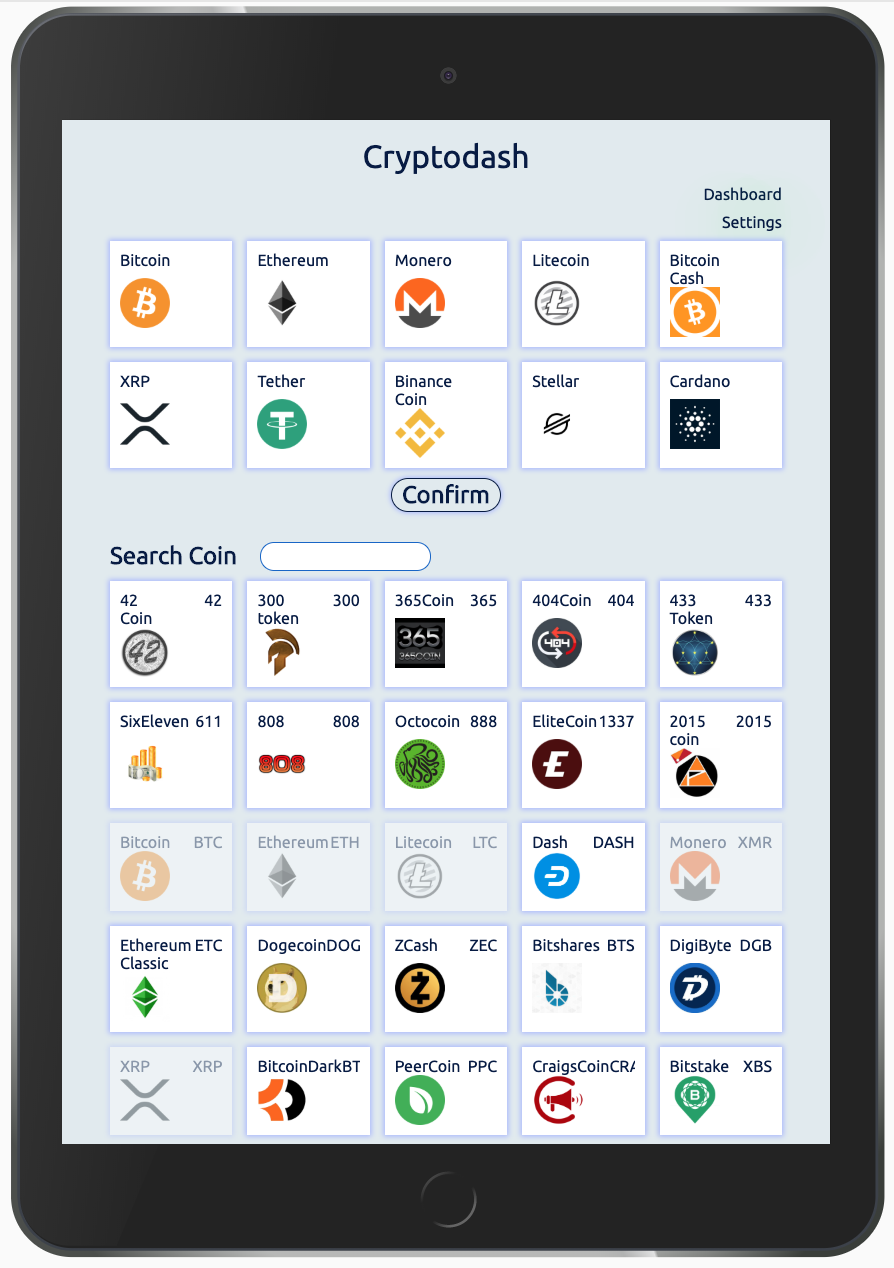 Cryptodash
Dashboard
Settings
Bitcoin
Ethereum
Monero
Litecoin
Bitcoin
Cash
XRP
Tether
Binance
Coin
Stellar
Cardano
Confirm
Search Coin
42
Coin
42
42
300
token
300
365Coin
365
365
365COIN
404Coin
404
404
433
Token
433
SixEleven
611
808
808
808
Octocoin
888
EliteCoin
1337
2015
coin
2015
Bitcoin
BTC
Ethereum
ETH
Litecoin
LTC
Dash
DASH
Monero
XMR
Ethereum
Classic
ETC
Dogecoin
DOG
ZCash
ZEC
Bitshares
BTS
DigiByte
DGB
XRP
XRP
BitcoinDark
BT
PeerCoin
PPC
CraigsCoin
CRA
Bitstake
XBS